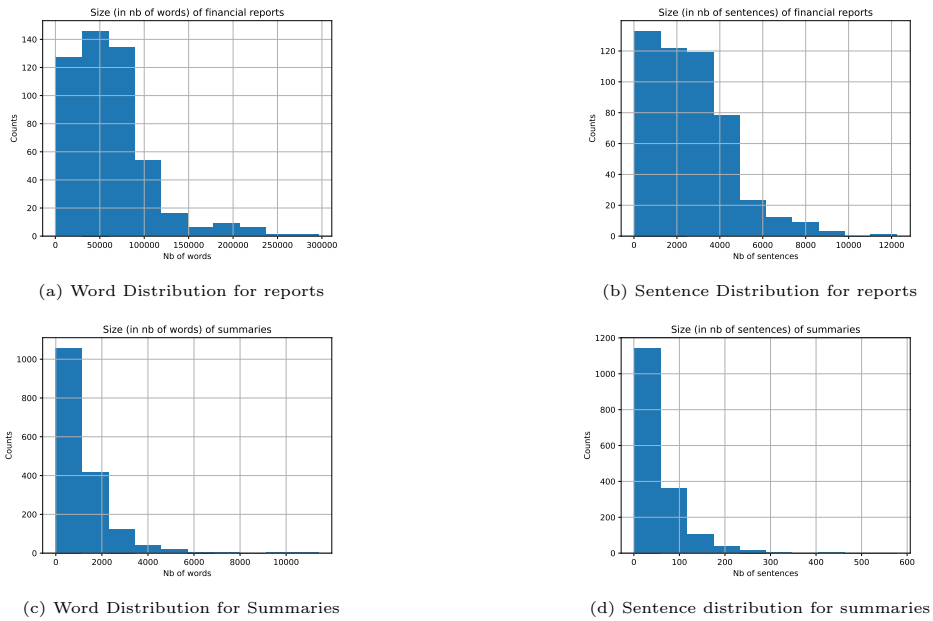 Size (in nb of words) of financial reports
140
120
100
80
60
40
20
0
Counts
0 50000 100000 150000 200000 250000 300000
Nb of words
(a) Word Distribution for reports
Size (in nb of sentences) of financial reports
120
100
80
60
40
20
0
Counts
0 2000 4000 6000 8000 10000 12000
Nb of sentences
(b) Sentence Distribution for reports
Size (in nb of words) of summaries
1000
800
600
400
200
0
Counts
0 2000 4000 6000 8000 10000
Nb of words
(c) Word Distribution for Summaries
Size (in nb of sentences) of summaries
1200
1000
800
600
400
200
0
Counts
0 100 200 300 400 500 600
Nb of sentences
(d) Sentence distribution for summaries